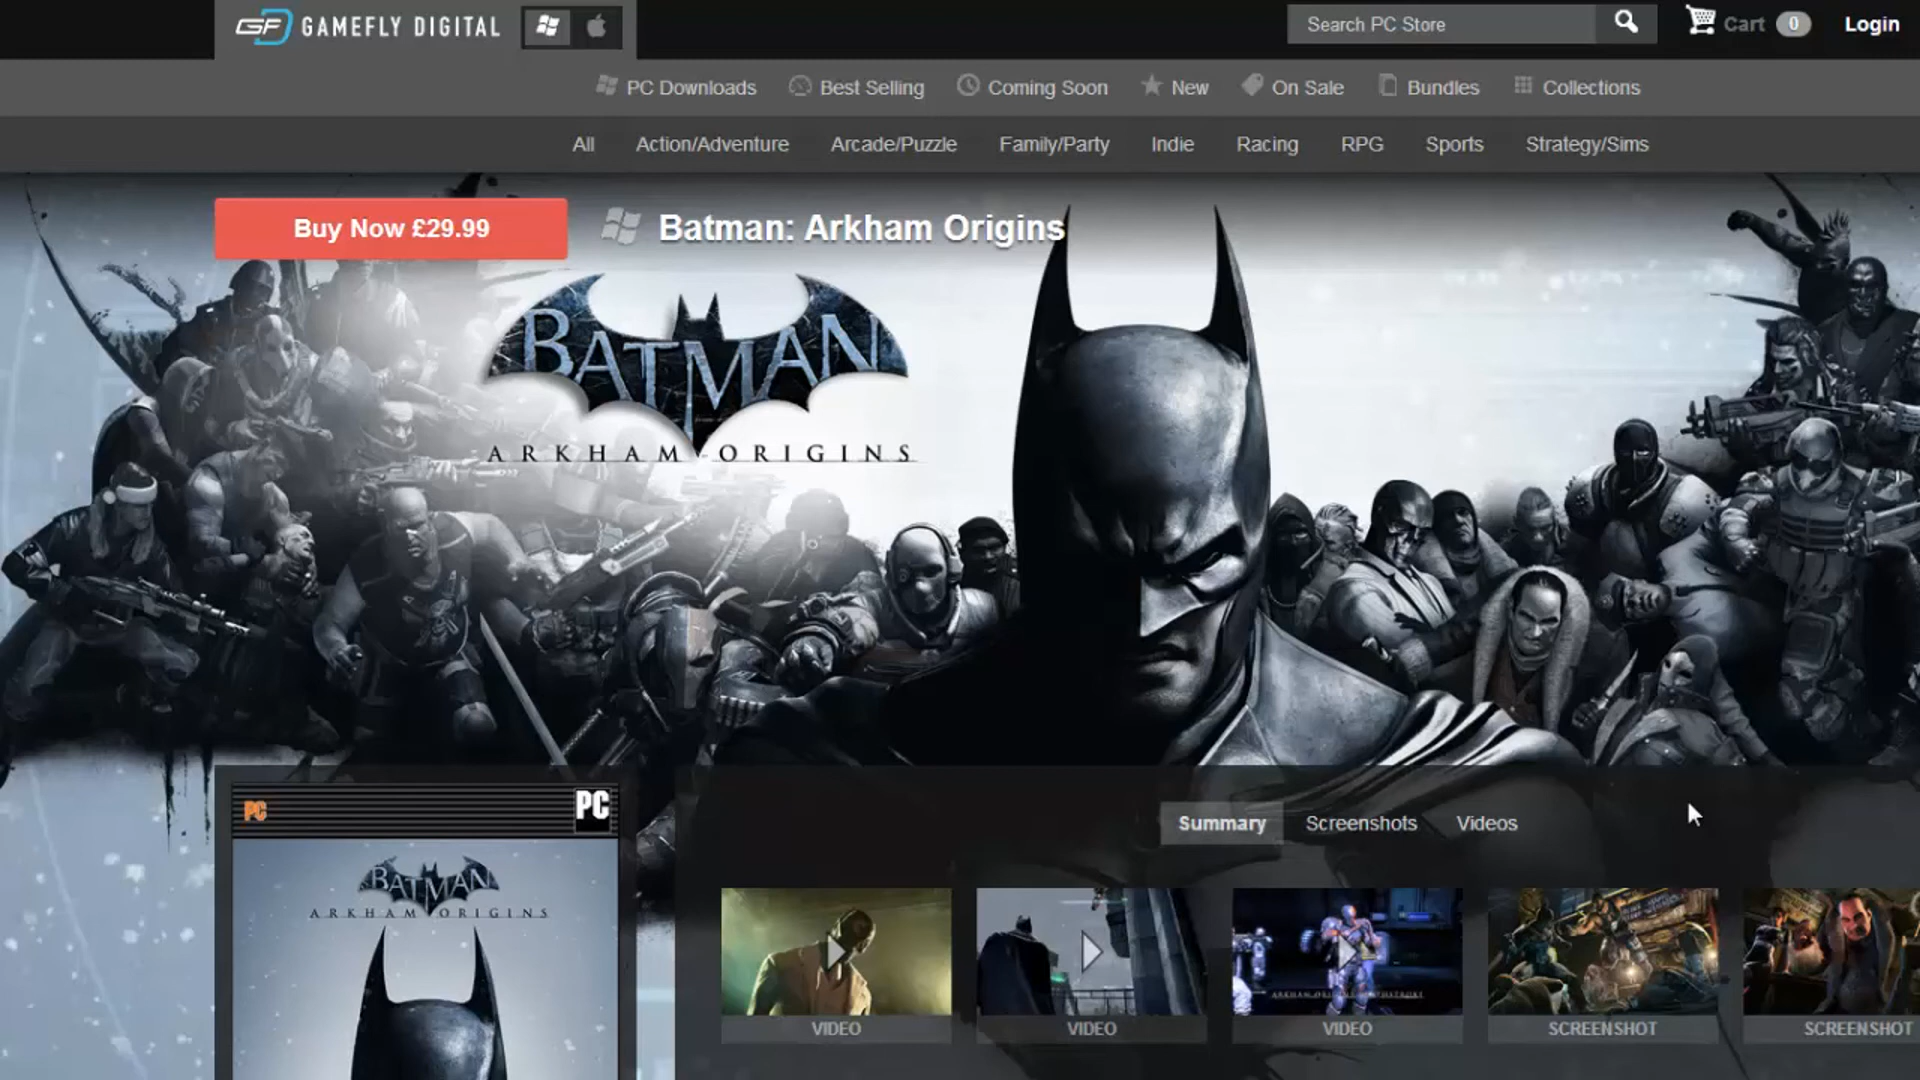 GF GAMEFLY DIGITAL
Search PC Store
Cart 0
Login
PC Downloads
Best Selling
Coming Soon
New
On Sale
Bundles
Collections
All
Action/Adventure
Arcade/Puzzle
Family/Party
Indie
Racing
RPG
Sports
Strategy/Sims
Buy Now £29.99
Batman: Arkham Origins
BATMAN
ARKHAM ORIGINS
PC
PC
BATMAN
ARKHAM ORIGINS
Summary
Screenshots
Videos
VIDEO
VIDEO
VIDEO
SCREENSHOT
SCREENSHOT